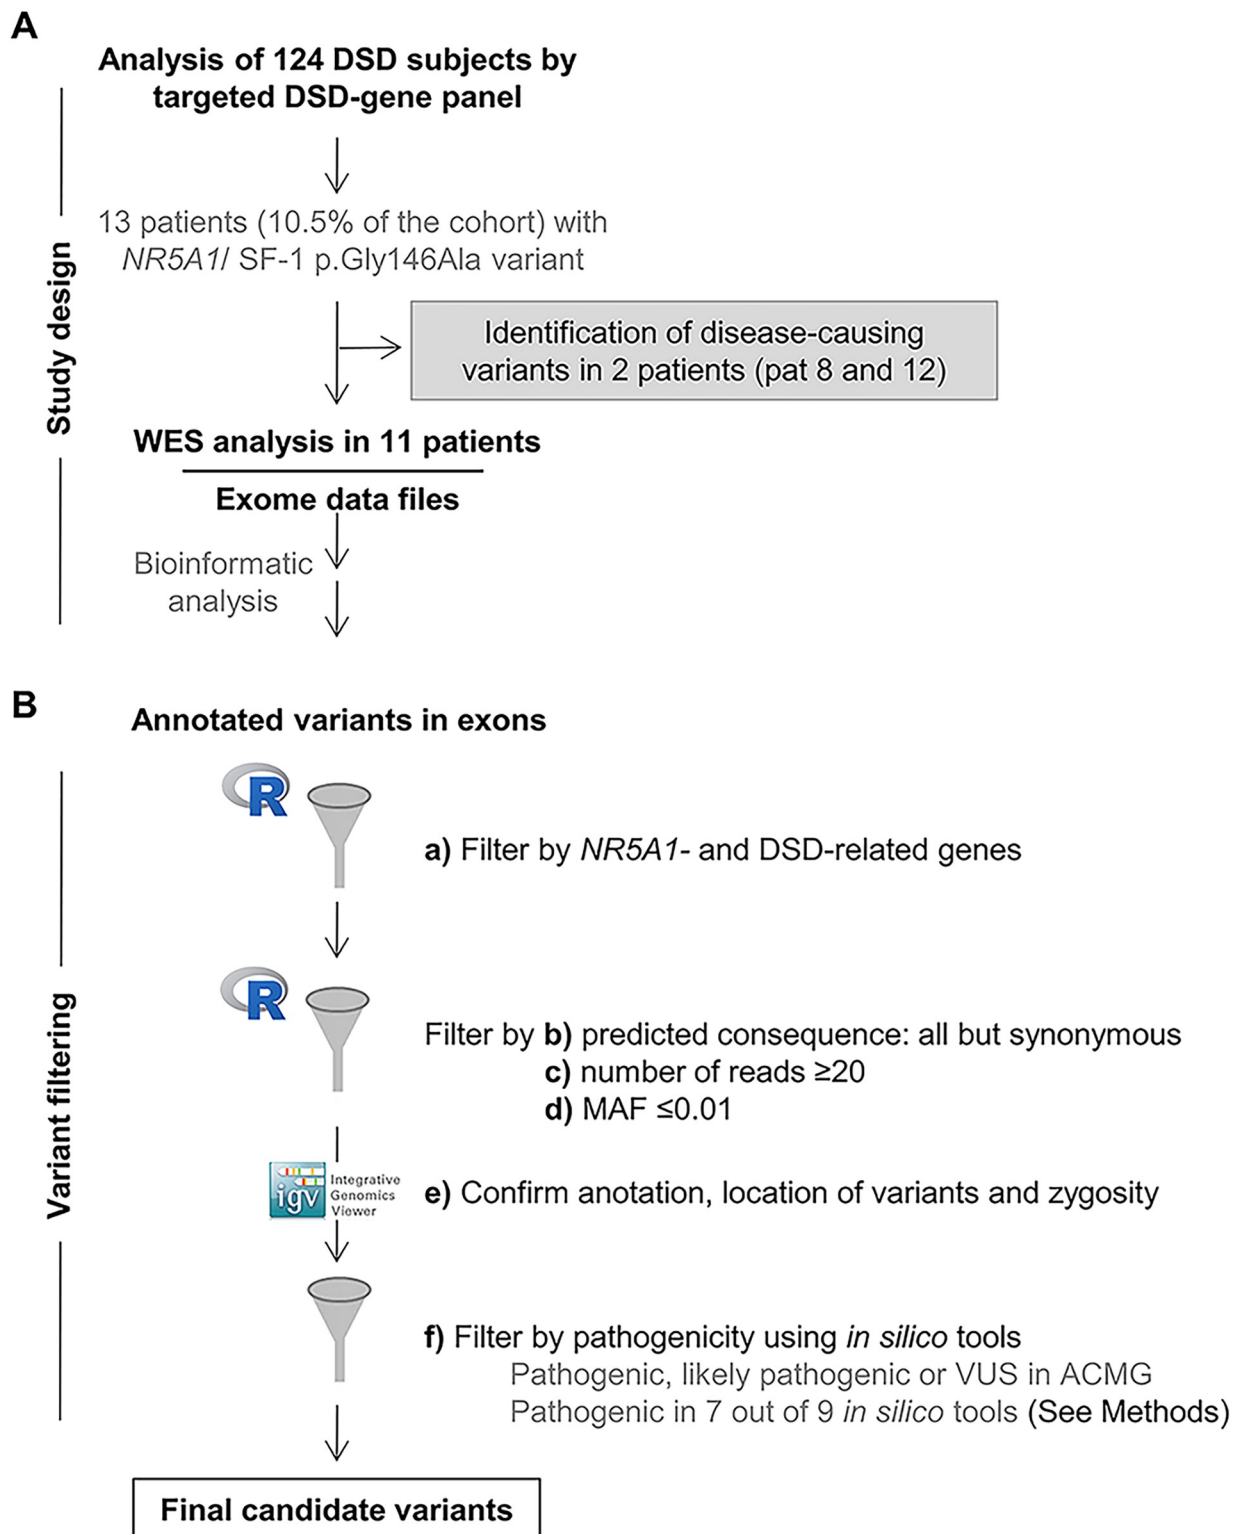 A
Analysis of 124 DSD subjects by
targeted DSD-gene panel
Study design
13 patients (10.5% of the cohort) with
NR5A1/ SF-1 p.Gly146Ala variant
Identification of disease-causing
variants in 2 patients (pat 8 and 12)
WES analysis in 11 patients
Exome data files
Bioinformatic
analysis
B
Annotated variants in exons
Variant filtering
R
a) Filter by NR5A1- and DSD-related genes
R
Filter by b) predicted consequence: all but synonymous
c) number of reads ≥20
d) MAF ≤0.01
igv
Integrative
Genomics
Viewer
e) Confirm anotation, location of variants and zygosity
f) Filter by pathogenicity using in silico tools
Pathogenic, likely pathogenic or VUS in ACMG
Pathogenic in 7 out of 9 in silico tools (See Methods)
Final candidate variants